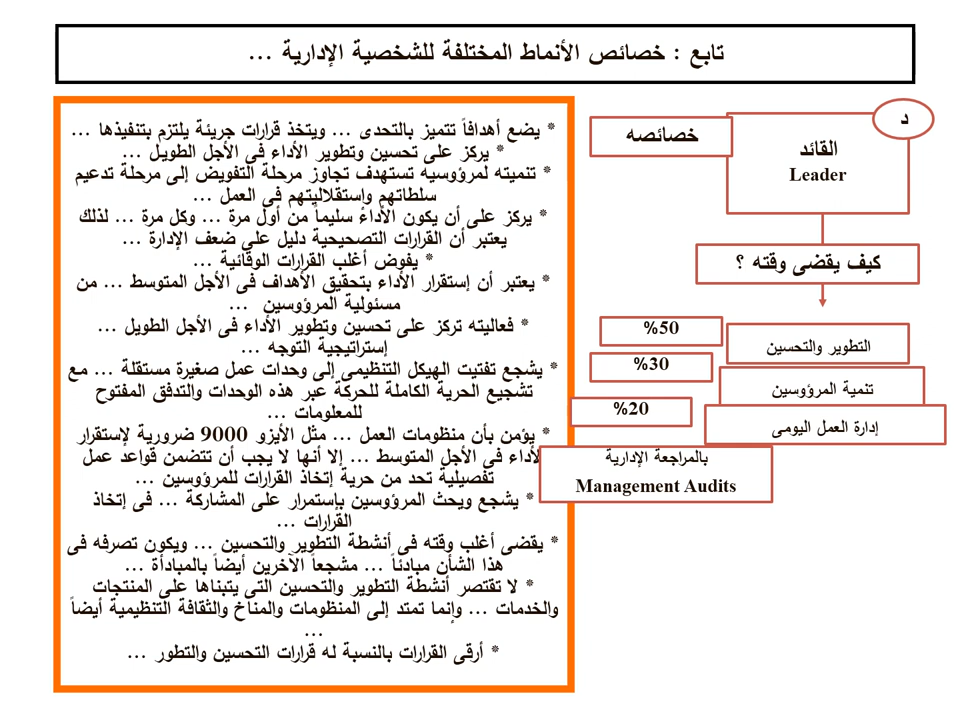 تابع : خصائص الأنماط المختلفة للشخصية الإدارية ...
د
القائد
Leader
خصائصه
كيف يقضى وقته ؟
%50
التطوير والتحسين
%30
تنمية المرؤوسين
%20
إدارة العمل اليومى
بالمراجعة الإدارية
Management Audits
* يضع أهدافاً تتميز بالتحدى ... ويتخذ قرارات جريئة يلتزم بتنفيذها ...
* يركز على تحسين وتطوير الأداء فى الأجل الطويل ...
* تنميته لمرؤوسيه تستهدف تجاوز مرحلة التفويض إلى مرحلة تدعيم
سلطاتهم وإستقلاليتهم فى العمل ...
* يركز على أن يكون الأداء سليماً من أول مرة ... وكل مرة ... لذلك
يعتبر أن القرارات التصحيحية دليل على ضعف الإدارة ...
* يفوض أغلب القرارات الوقائية ...
* يعتبر أن إستقرار الأداء بتحقيق الأهداف فى الأجل المتوسط ... من
مسئولية المرؤوسين ...
* فعاليته تركز على تحسين وتطوير الأداء فى الأجل الطويل ...
إستراتيجية التوجه ...
* يشجع تفتيت الهيكل التنظيمى إلى وحدات عمل صغيرة مستقلة ... مع
تشجيع الحرية الكاملة للحركة عبر هذه الوحدات والتدفق المفتوح
للمعلومات ...
* يؤمن بأن منظومات العمل ... مثل الأيزو 9000 ضرورية لإستقرار
الأداء فى الأجل المتوسط ... إلا أنها لا يجب أن تتضمن قواعد عمل
تفصيلية تحد من حرية إتخاذ القرارات للمرؤوسين ...
* يشجع ويحث المرؤوسين بإستمرار على المشاركة ... فى إتخاذ
القرارات ...
* يقضى أغلب وقته فى أنشطة التطوير والتحسين ... ويكون تصرفه فى
هذا الشأن مبادئاً ... مشجعاً الآخرين أيضاً بالمبادأة ...
* لا تقتصر أنشطة التطوير والتحسين التى يتبناها على المنتجات
والخدمات ... وإنما تمتد إلى المنظومات والمناخ والثقافة التنظيمية أيضاً
...
* أرقى القرارات بالنسبة له قرارات التحسين والتطور ...